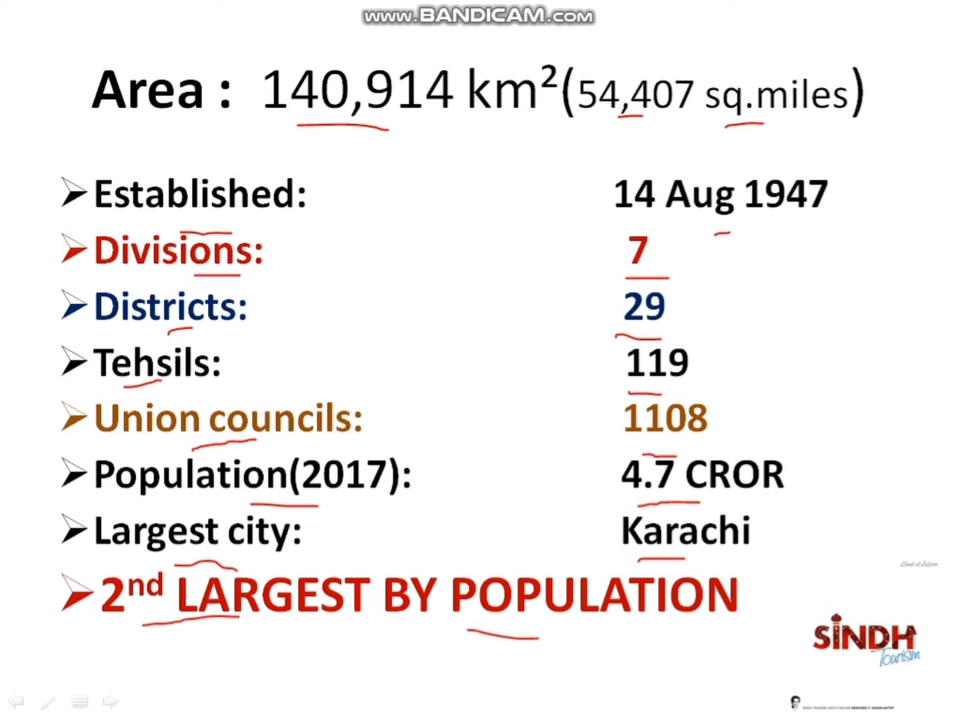 www.BANDICAM.com
Area : 140,914 km²(54,407 sq.miles)
Established: 14 Aug 1947
Divisions: 7
Districts: 29
Tehsils: 119
Union councils: 1108
Population(2017): 4.7 CROR
Largest city: Karachi
2nd LARGEST BY POPULATION
SINDH
Tourism